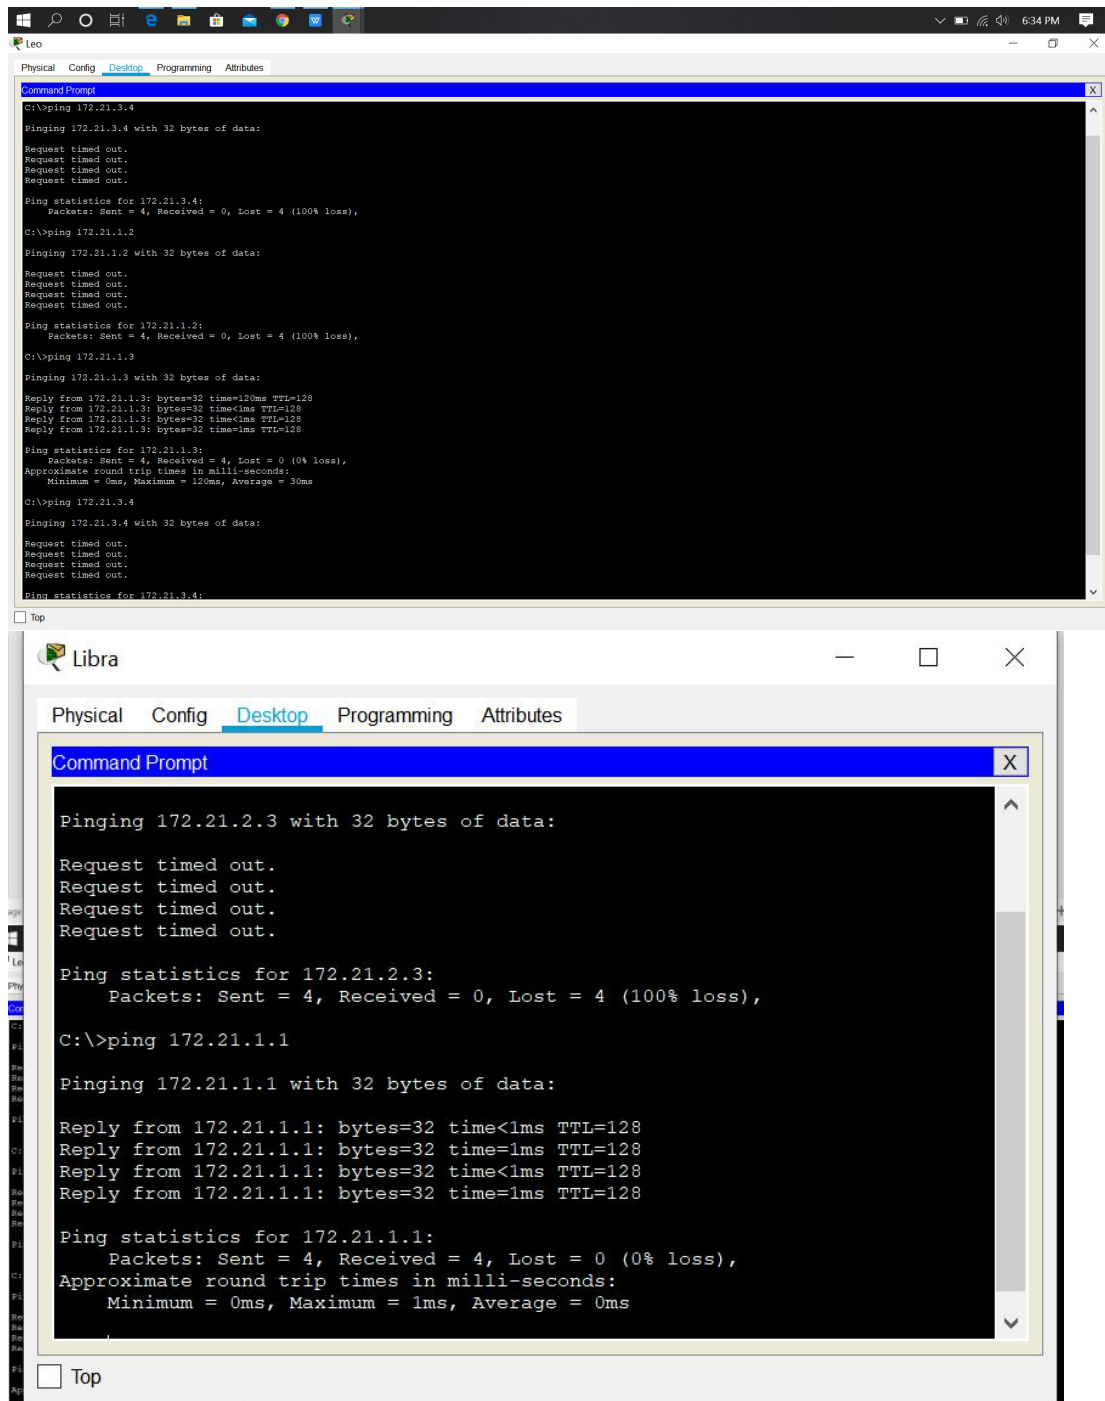 6:34 PM
Leo
Physical Config Desktop Programming Attributes
Command Prompt X
C:\>ping 172.21.3.4
Pinging 172.21.3.4 with 32 bytes of data:
Request timed out.
Request timed out.
Request timed out.
Request timed out.
Ping statistics for 172.21.3.4:
Packets: Sent = 4, Received = 0, Lost = 4 (100% loss),
C:\>ping 172.21.1.2
Pinging 172.21.1.2 with 32 bytes of data:
Request timed out.
Request timed out.
Request timed out.
Request timed out.
Ping statistics for 172.21.1.2:
Packets: Sent = 4, Received = 0, Lost = 4 (100% loss),
C:\>ping 172.21.1.3
Pinging 172.21.1.3 with 32 bytes of data:
Reply from 172.21.1.3: bytes=32 time=120ms TTL=128
Reply from 172.21.1.3: bytes=32 time<1ms TTL=128
Reply from 172.21.1.3: bytes=32 time<1ms TTL=128
Reply from 172.21.1.3: bytes=32 time=1ms TTL=128
Ping statistics for 172.21.1.3:
Packets: Sent = 4, Received = 4, Lost = 0 (0% loss),
Approximate round trip times in milli-seconds:
Minimum = 0ms, Maximum = 120ms, Average = 30ms
C:\>ping 172.21.3.4
Pinging 172.21.3.4 with 32 bytes of data:
Request timed out.
Request timed out.
Request timed out.
Request timed out.
Ping statistics for 172.21.3.4:
Top
Libra
Physical Config Desktop Programming Attributes
Command Prompt X
Pinging 172.21.2.3 with 32 bytes of data:
Request timed out.
Request timed out.
Request timed out.
Request timed out.
Ping statistics for 172.21.2.3:
Packets: Sent = 4, Received = 0, Lost = 4 (100% loss),
C:\>ping 172.21.1.1
Pinging 172.21.1.1 with 32 bytes of data:
Reply from 172.21.1.1: bytes=32 time<1ms TTL=128
Reply from 172.21.1.1: bytes=32 time=1ms TTL=128
Reply from 172.21.1.1: bytes=32 time<1ms TTL=128
Reply from 172.21.1.1: bytes=32 time=1ms TTL=128
Ping statistics for 172.21.1.1:
Packets: Sent = 4, Received = 4, Lost = 0 (0% loss),
Approximate round trip times in milli-seconds:
Minimum = 0ms, Maximum = 1ms, Average = 0ms
Top